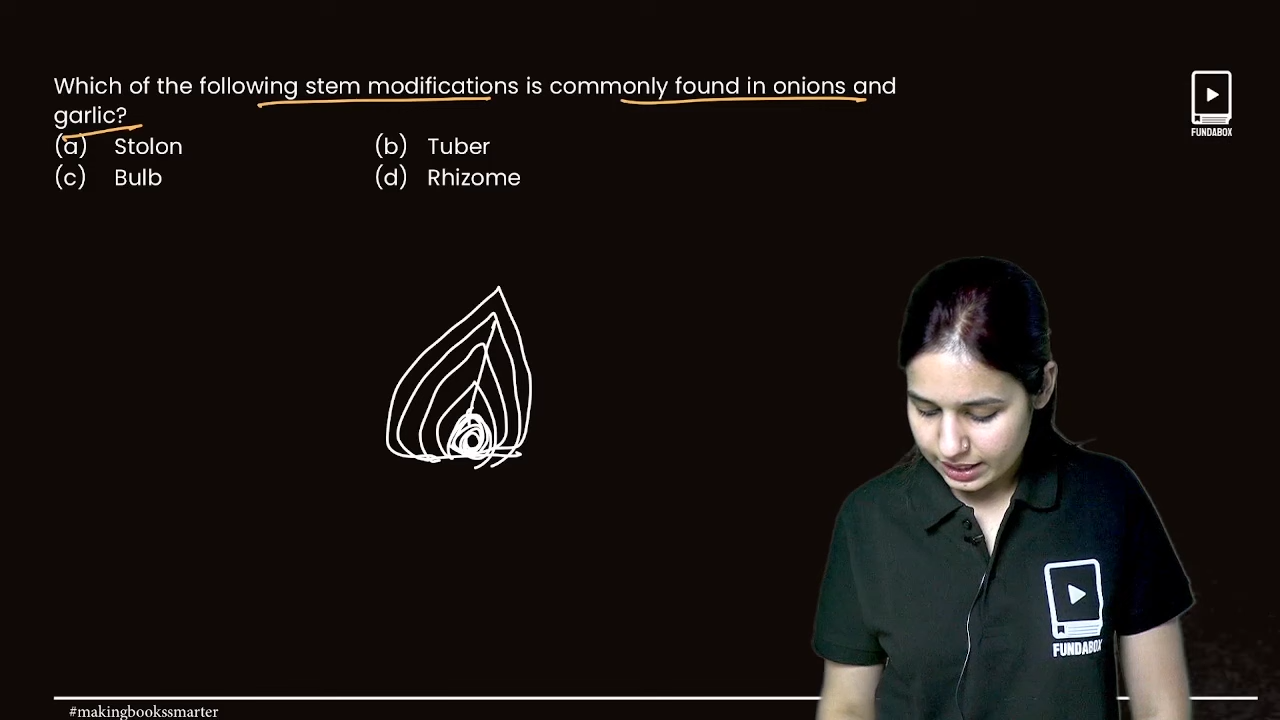 Which of the following stem modifications is commonly found in onions and
garlic?
(a) Stolon (b) Tuber
(c) Bulb (d) Rhizome
FUNDABOX
FUNDABOX
#makingbookssmarter